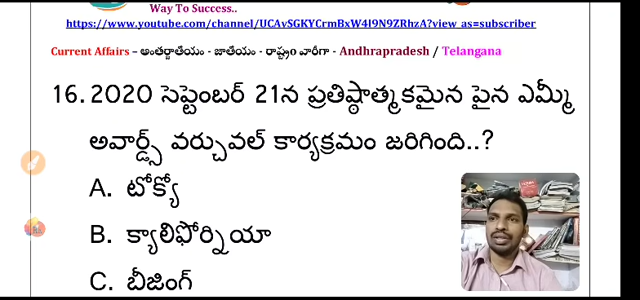 Way To Success..
https://www.youtube.com/channel/UCAvSGKYCrmBxW4I9N9ZRhzA?view_as=subscriber
Current Affairs – అంతర్జాతీయం - జాతీయం - రాష్ట్రం వారీగా - Andhrapradesh / Telangana
16. 2020 సెప్టెంబర్ 21న ప్రతిష్ఠాత్మకమైన పైన ఎమ్మీ
అవార్డ్స్ వర్చువల్ కార్యక్రమం జరిగింది..?
A. టోక్యో
B. క్యాలిఫోర్నియా
C. బీజింగ్